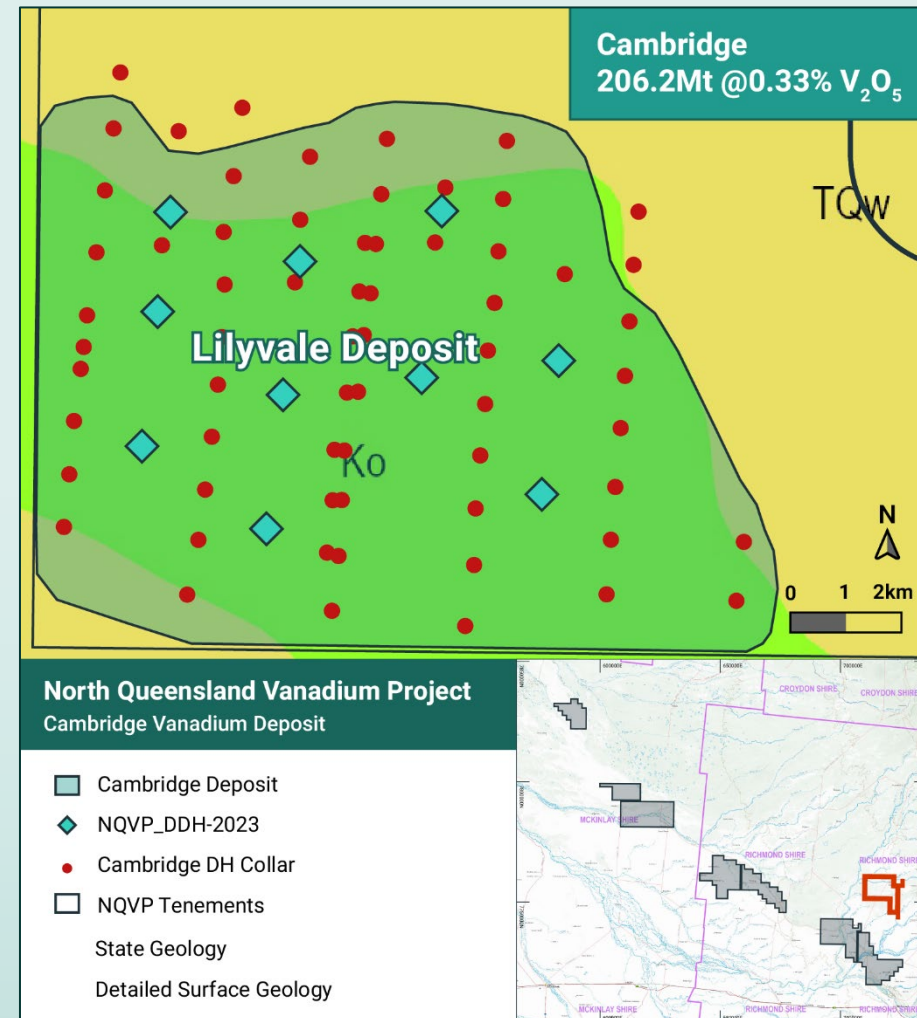 Cambridge
206.2Mt @0.33% V₂O₅
TQw
Lilyvale Deposit
Ko
N
0 1 2km
North Queensland Vanadium Project
Cambridge Vanadium Deposit
Cambridge Deposit
NQVP_DDH-2023
Cambridge DH Collar
NQVP Tenements
State Geology
Detailed Surface Geology
CROYDON SHIRE
CROYDON SHIRE
MCKINLAY SHIRE
RICHMOND SHIRE
RICHMOND SHIRE
MCKINLAY SHIRE
RICHMOND SHIRE
RICHMOND SHIRE